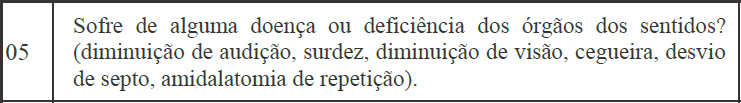 05
Sofre de alguma doença ou deficiência dos órgãos dos sentidos?
(diminuição de audição, surdez, diminuição de visão, cegueira, desvio
de septo, amidalatomia de repetição).